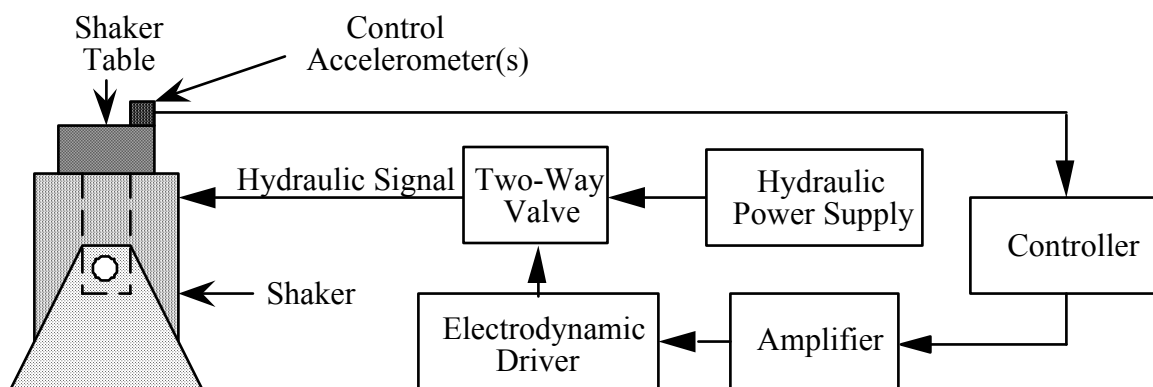 Shaker
Table
Control
Accelerometer(s)
Hydraulic Signal
Two-Way
Valve
Hydraulic
Power Supply
Controller
Shaker
Electrodynamic
Driver
Amplifier